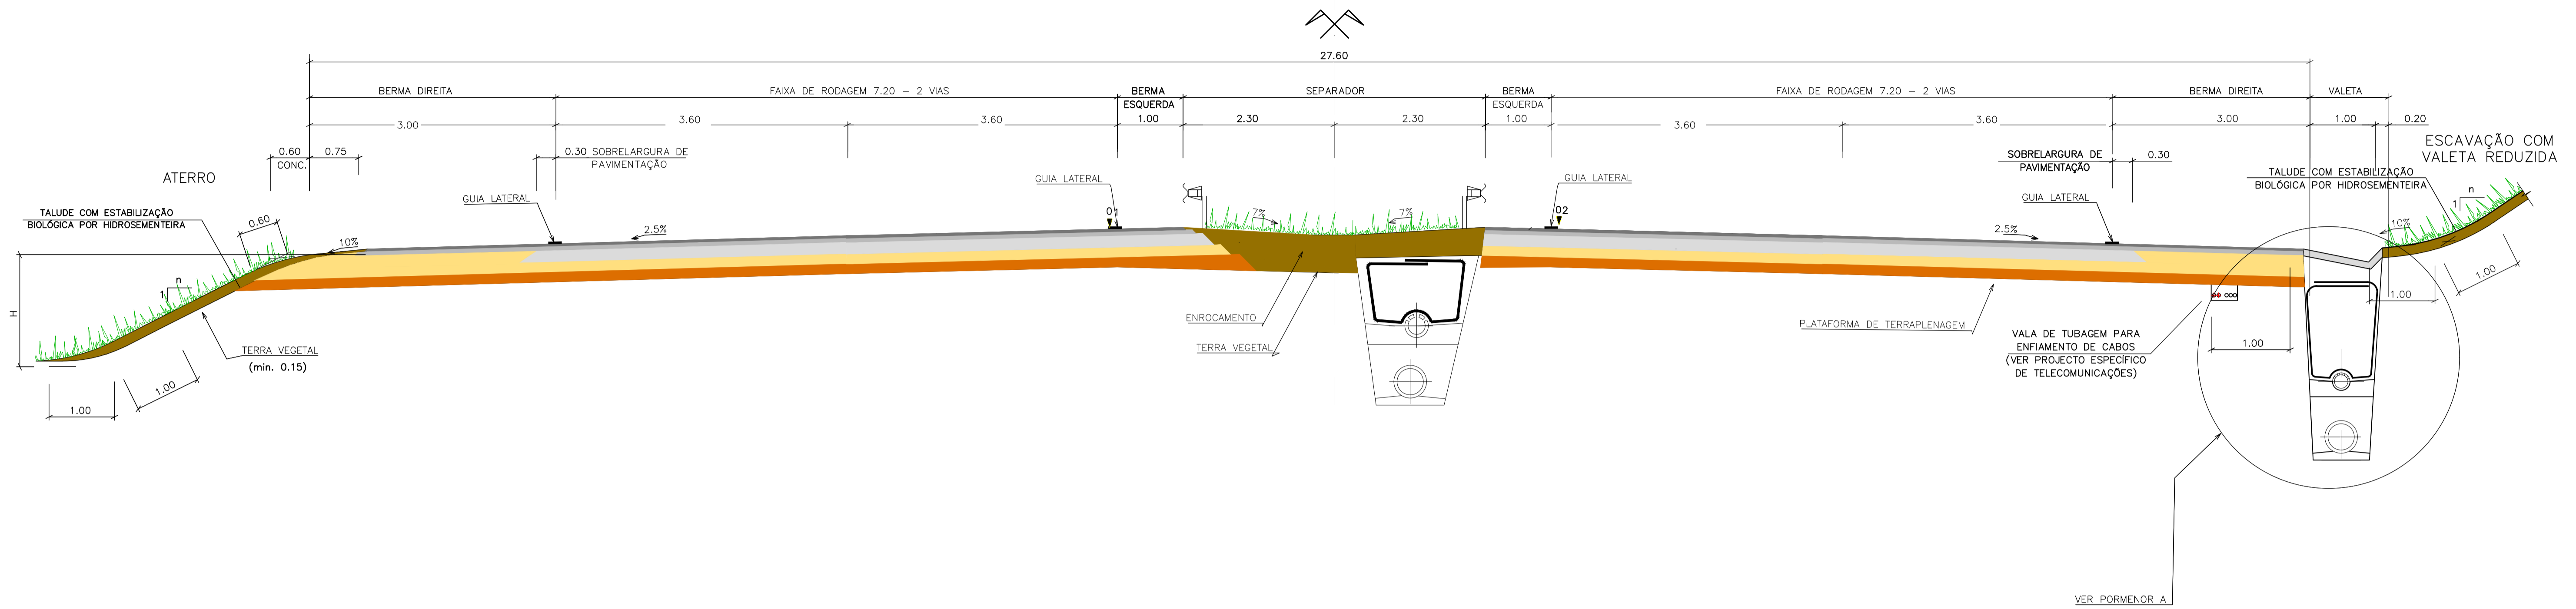 27.60
BERMA DIREITA
FAIXA DE RODAGEM 7.20 - 2 VIAS
BERMA
ESQUERDA
SEPARADOR
BERMA
ESQUERDA
FAIXA DE RODAGEM 7.20 - 2 VIAS
BERMA DIREITA
VALETA
3.00
3.60
3.60
1.00
2.30
2.30
1.00
3.60
3.60
3.00
1.00
0.20
0.60
CONC.
0.75
0.30 SOBRELARGURA DE
PAVIMENTAÇÃO
SOBRELARGURA DE
PAVIMENTAÇÃO
0.30
ESCAVAÇÃO COM
VALETA REDUZIDA
ATERRO
GUIA LATERAL
GUIA LATERAL
GUIA LATERAL
GUIA LATERAL
TALUDE COM ESTABILIZAÇÃO
BIOLÓGICA POR HIDROSEMENTEIRA
TALUDE COM ESTABILIZAÇÃO
BIOLÓGICA POR HIDROSEMENTEIRA
0.60
10%
2.5%
01
7%
7%
02
2.5%
10%
n
1
n
1
H
1.00
1.00
TERRA VEGETAL
(min. 0.15)
ENROCAMENTO
TERRA VEGETAL
PLATAFORMA DE TERRAPLENAGEM
VALA DE TUBAGEM PARA
ENFIAMENTO DE CABOS
(VER PROJECTO ESPECÍFICO
DE TELECOMUNICAÇÕES)
1.00
1.00
1.00
VER PORMENOR A